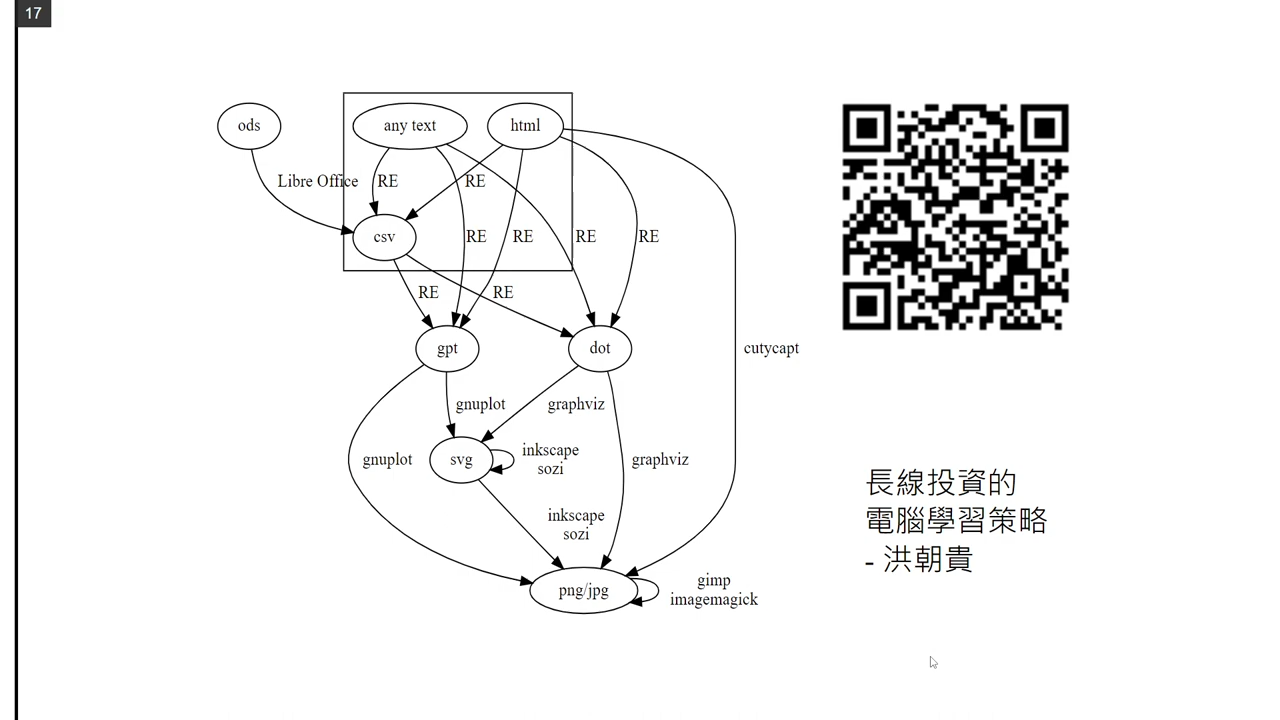 17
ods
any text
html
Libre Office
RE
RE
csv
RE
RE
RE
RE
RE
RE
gpt
dot
cutycapt
gnuplot
graphviz
gnuplot
svg
inkscape
sozi
graphviz
inkscape
sozi
png/jpg
gimp
imagemagick
長線投資的
電腦學習策略
- 洪朝貴